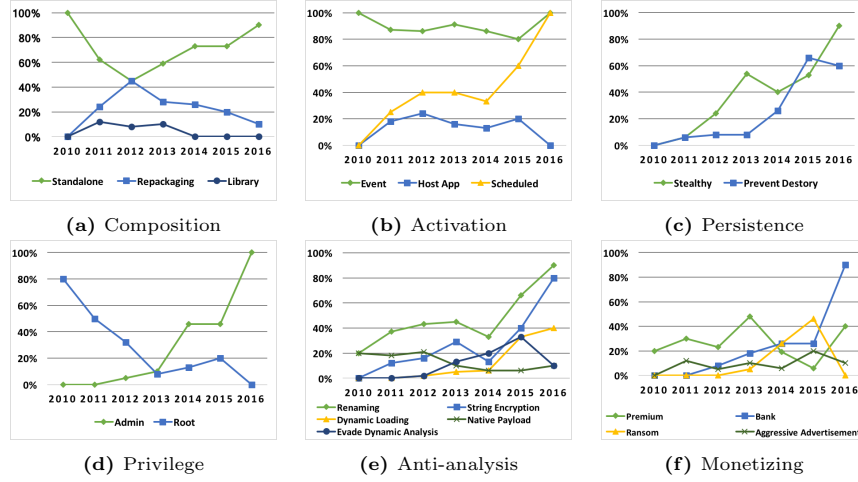 100%
80%
60%
40%
20%
0%
2010 2011 2012 2013 2014 2015 2016
Standalone Repackaging Library
(a) Composition
100%
80%
60%
40%
20%
0%
2010 2011 2012 2013 2014 2015 2016
Event Host App Scheduled
(b) Activation
100%
80%
60%
40%
20%
0%
2010 2011 2012 2013 2014 2015 2016
Stealthy Prevent Destory
(c) Persistence
100%
80%
60%
40%
20%
0%
2010 2011 2012 2013 2014 2015 2016
Admin Root
(d) Privilege
100%
80%
60%
40%
20%
0%
2010 2011 2012 2013 2014 2015 2016
Renaming String Encryption
Dynamic Loading Native Payload
Evade Dynamic Analysis
(e) Anti-analysis
100%
80%
60%
40%
20%
0%
2010 2011 2012 2013 2014 2015 2016
Premium Bank
Ransom Aggressive Advertisement
(f) Monetizing